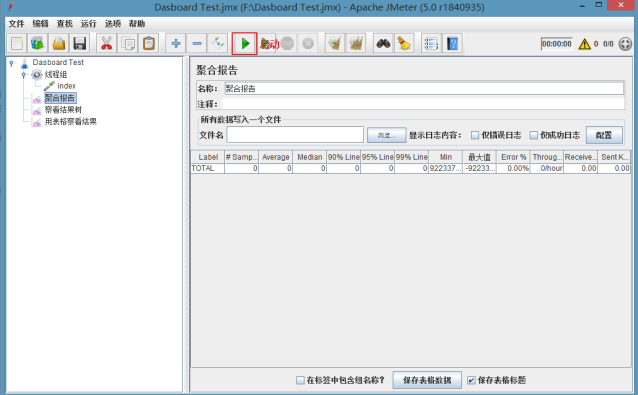 Dasboard Test.jmx (F:\Dasboard Test.jmx) - Apache JMeter (5.0 r1840935)
文件 编辑 查找 运行 选项 帮助
启动
00:00:00 0 0/0
Dasboard Test
线程组
index
聚合报告
察看结果树
用表格察看结果
聚合报告
名称: 聚合报告
注释:
所有数据写入一个文件
文件名 浏览... 显示日志内容: 仅错误日志 仅成功日志 配置
Label # Samp... Average Median 90% Line 95% Line 99% Line Min 最大值 Error % Throug... Receive... Sent K...
TOTAL 0 0 0 0 0 0 922337... -92233... 0.00% .0/hour 0.00 0.00
在标签中包含组名称? 保存表格数据 保存表格标题